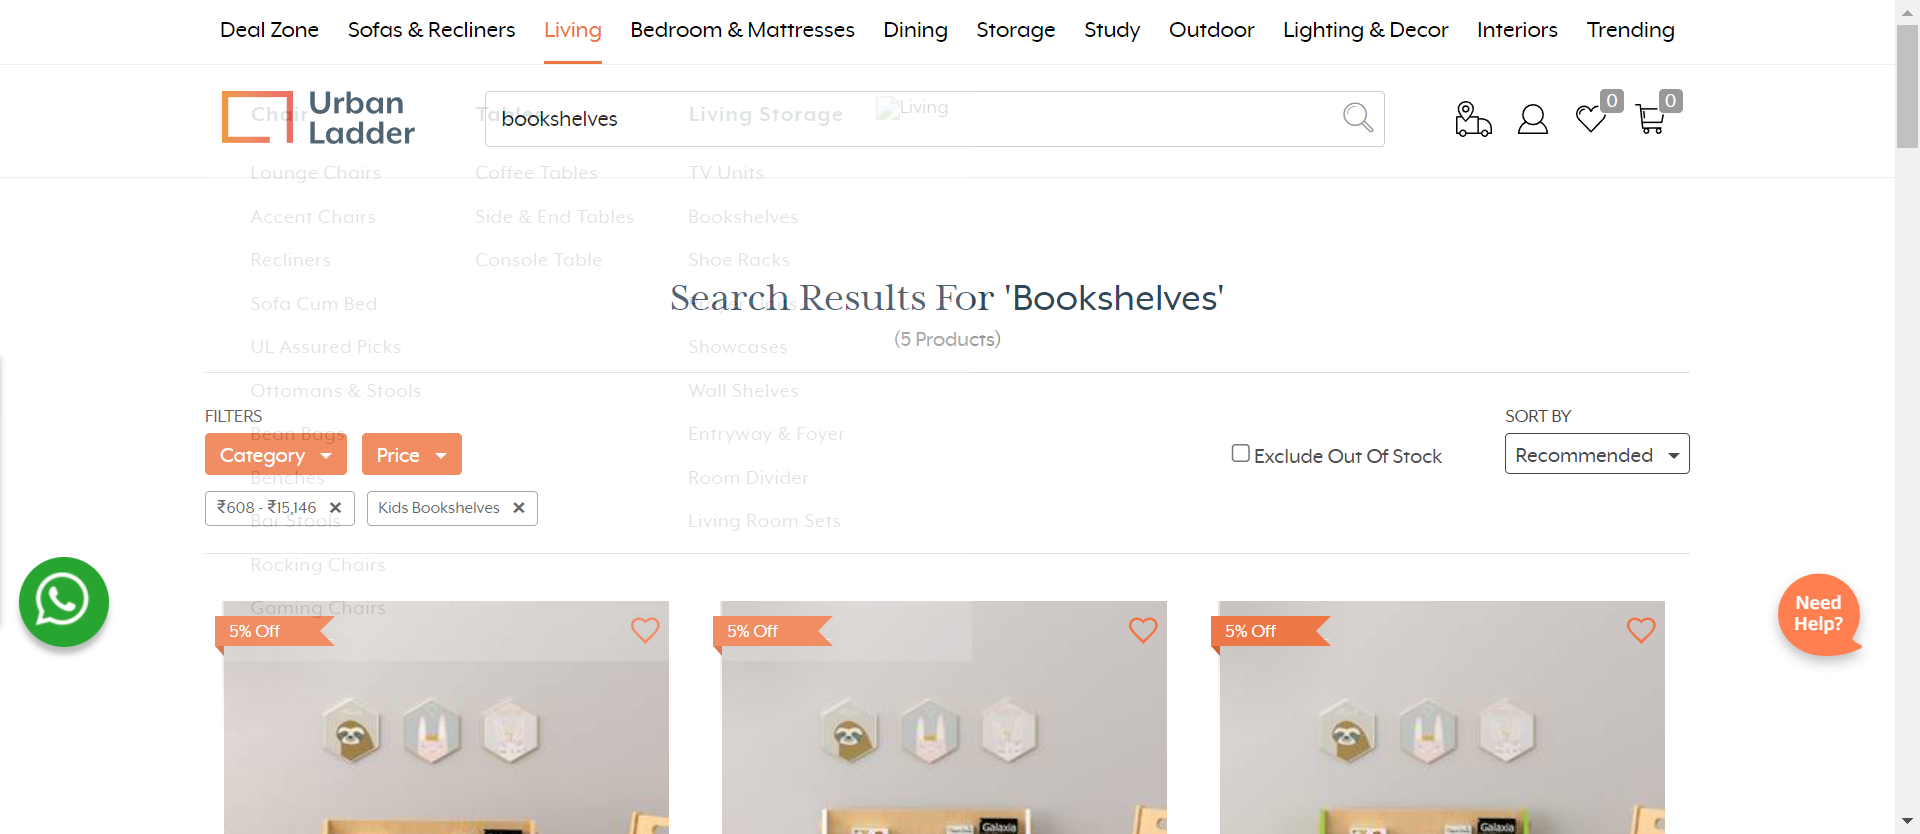 Deal Zone Sofas & Recliners Living Bedroom & Mattresses Dining Storage Study Outdoor Lighting & Decor Interiors Trending
Urban
Ladder
bookshelves
0
0
Chair
Tables
Living Storage
Living
Lounge Chairs
Coffee Tables
TV Units
Accent Chairs
Side & End Tables
Bookshelves
Recliners
Console Table
Shoe Racks
Sofa Cum Bed
Search Results For 'Bookshelves'
(5 Products)
UL Assured Picks
Showcases
Ottomans & Stools
Wall Shelves
FILTERS
SORT BY
Bean Bags
Entryway & Foyer
Category
Price
Exclude Out Of Stock
Recommended
Benches
Room Divider
₹608 - ₹15,146 ✕
Kids Bookshelves ✕
Bar Stools
Living Room Sets
Rocking Chairs
Gaming Chairs
5% Off
5% Off
5% Off
Need
Help?
Galaxia
Galaxia